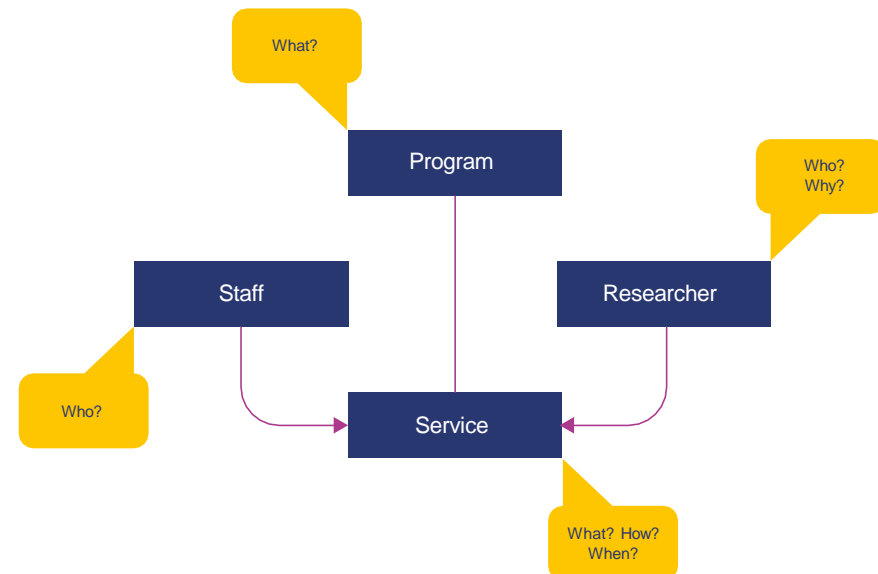 What?
Program
Who?
Why?
Staff
Researcher
Who?
Service
What? How?
When?